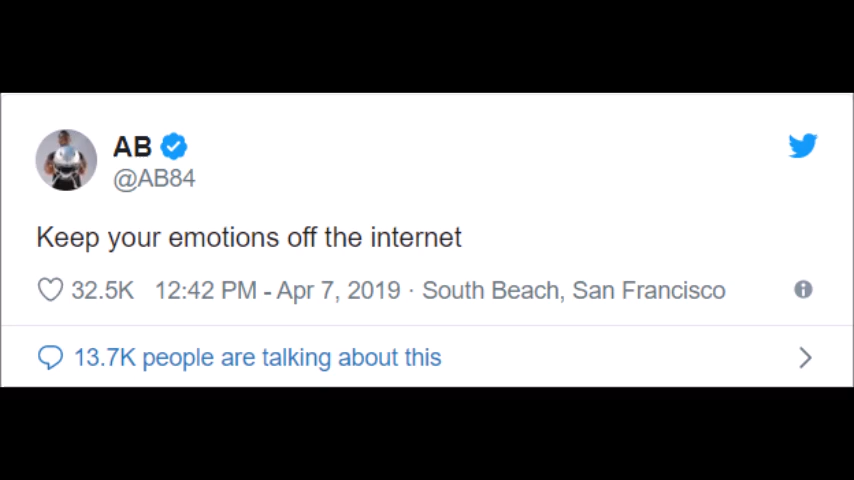 AB
@AB84
Keep your emotions off the internet
32.5K 12:42 PM - Apr 7, 2019 · South Beach, San Francisco
13.7K people are talking about this